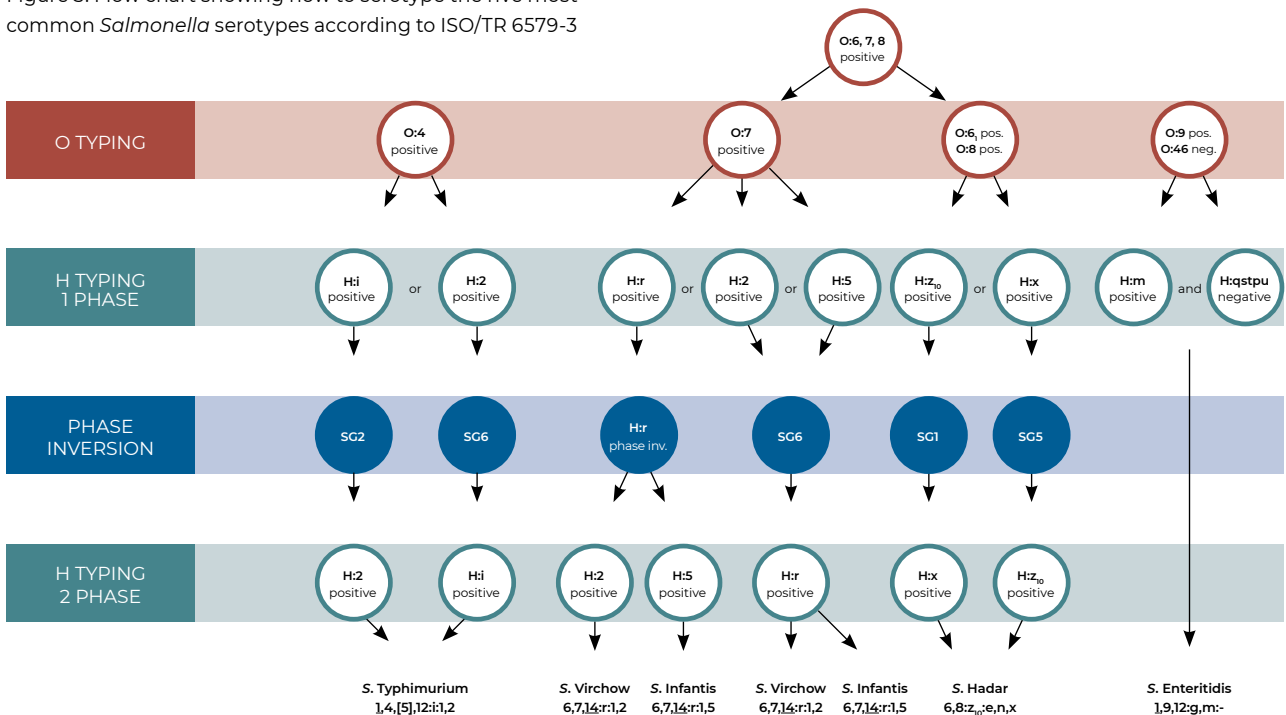 common Salmonella serotypes according to ISO/TR 6579-3
O:6, 7, 8
positive
O TYPING
O:4
positive
O:7
positive
O:6₁ pos.
O:8 pos.
O:9 pos.
O:46 neg.
H TYPING
1 PHASE
H:i
positive
or
H:2
positive
H:r
positive
or
H:2
positive
or
H:5
positive
H:z₁₀
positive
or
H:x
positive
H:m
positive
and
H:qstpu
negative
PHASE
INVERSION
SG2
SG6
H:r
phase inv.
SG6
SG1
SG5
H TYPING
2 PHASE
H:2
positive
H:i
positive
H:2
positive
H:5
positive
H:r
positive
H:x
positive
H:z₁₀
positive
S. Typhimurium
1,4,[5],12:i:1,2
S. Virchow
6,7,14:r:1,2
S. Infantis
6,7,14:r:1,5
S. Virchow
6,7,14:r:1,2
S. Infantis
6,7,14:r:1,5
S. Hadar
6,8:z₁₀:e,n,x
S. Enteritidis
1,9,12:g,m:-